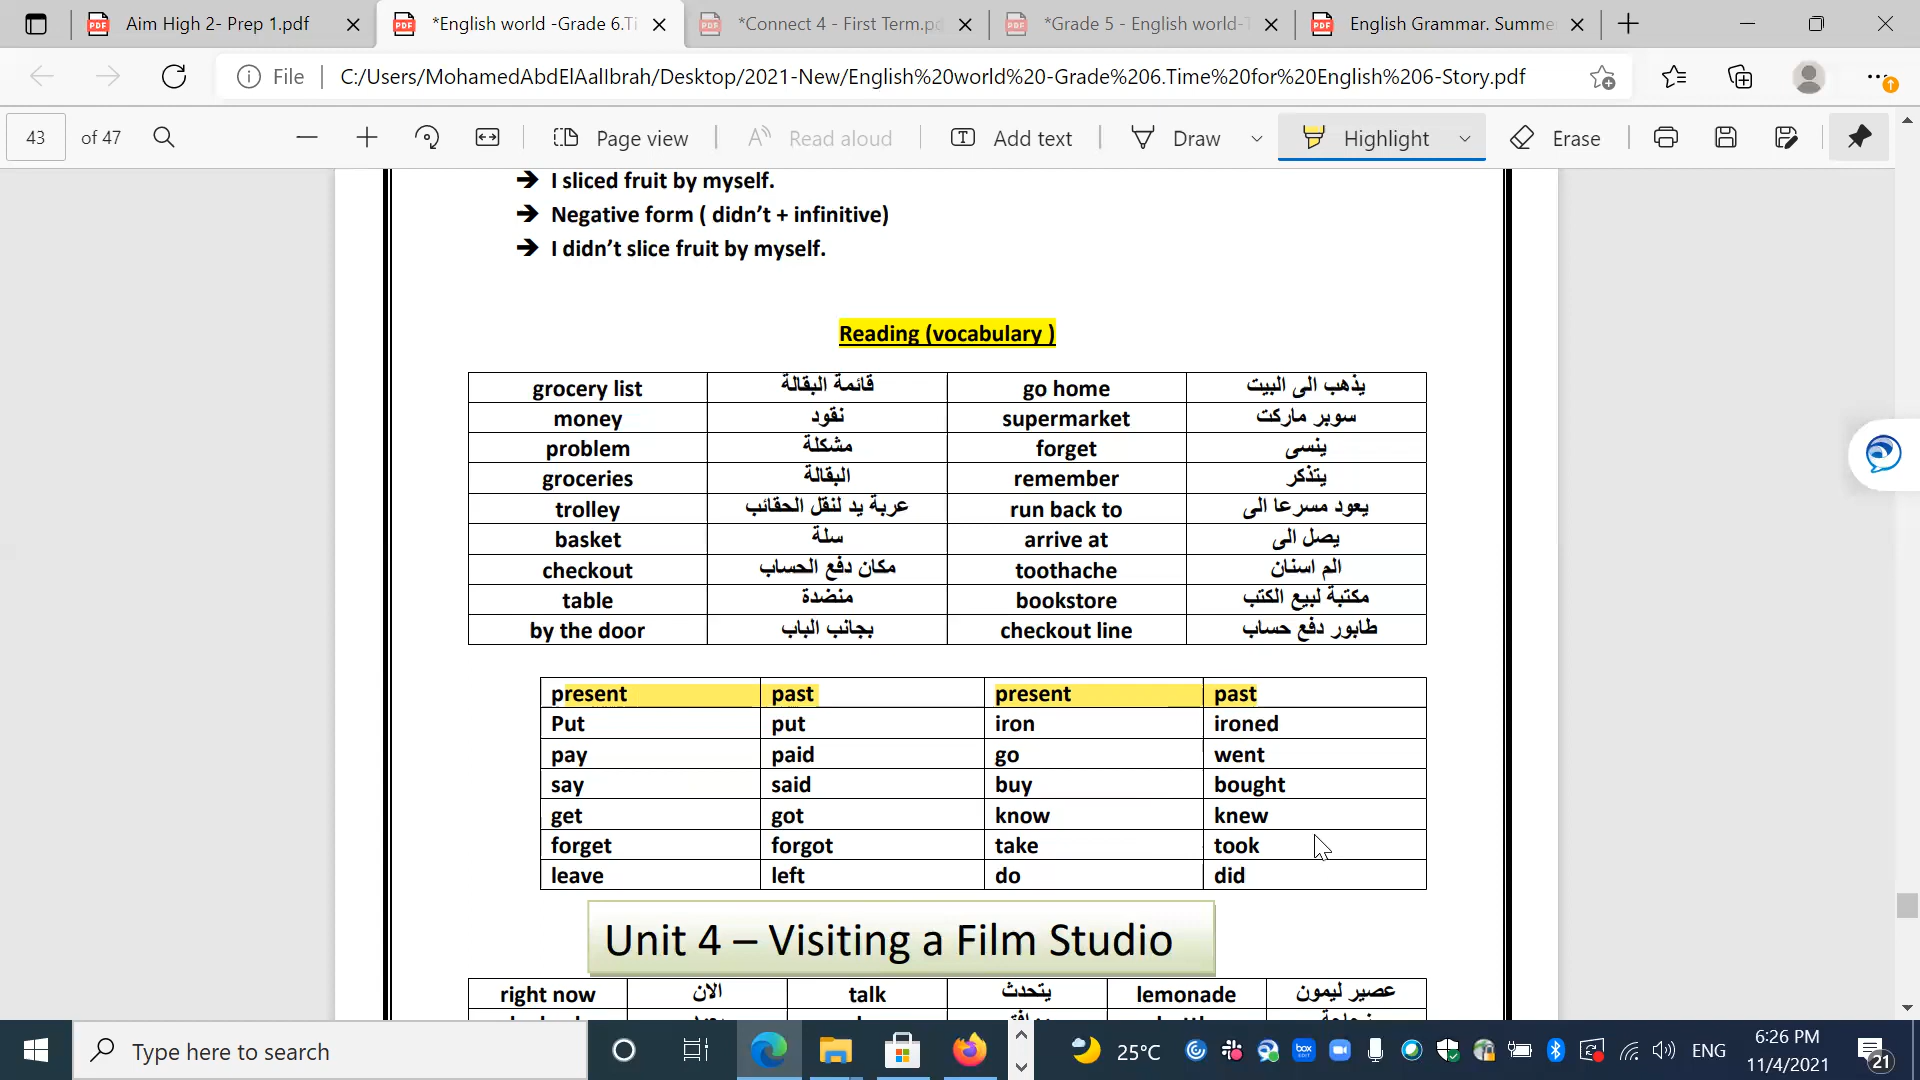 Aim High 2- Prep 1.pdf
*English world -Grade 6.Ti
*Connect 4 - First Term.pd
*Grade 5 - English world-T
English Grammar. Summe
File
C:/Users/MohamedAbdElAalIbrah/Desktop/2021-New/English%20world%20-Grade%206.Time%20for%20English%206-Story.pdf
43 of 47
Page view
Read aloud
Add text
Draw
Highlight
Erase
➔ I sliced fruit by myself.
➔ Negative form ( didn’t + infinitive)
➔ I didn’t slice fruit by myself.
Reading (vocabulary )
grocery list قائمة البقالة go home يذهب الى البيت
money نقود supermarket سوبر ماركت
problem مشكلة forget ينسى
groceries البقالة remember يتذكر
trolley عربة يد لنقل الحقائب run back to يعود مسرعا الى
basket سلة arrive at يصل الى
checkout مكان دفع الحساب toothache الم اسنان
table منضدة bookstore مكتبة لبيع الكتب
by the door بجانب الباب checkout line طابور دفع حساب
present past present past
Put put iron ironed
pay paid go went
say said buy bought
get got know knew
forget forgot take took
leave left do did
Unit 4 – Visiting a Film Studio
right now الان talk يتحدث lemonade عصير ليمون
Type here to search
25°C
ENG
6:26 PM
11/4/2021
21